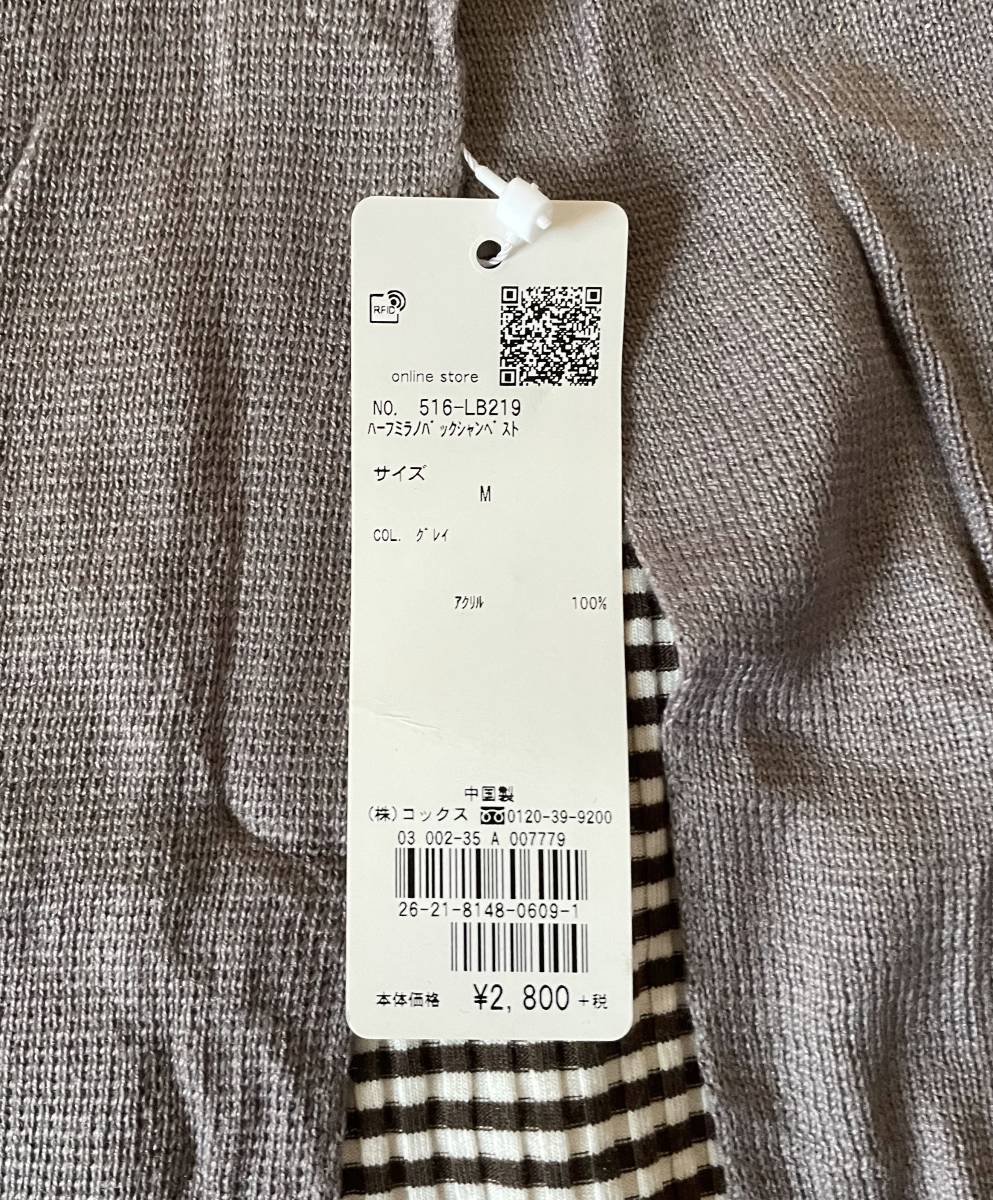 RFID
online store
NO. 516-LB219
ﾊｰﾌﾐﾗﾉﾊﾞｯｸｼｬﾝﾍﾞｽﾄ
サイズ
M
COL. ｸﾞﾚｲ
ｱｸﾘﾙ 100%
中国製
(株)コックス 0120-39-9200
03 002-35 A 007779
26-21-8148-0609-1
本体価格 ¥2,800+税